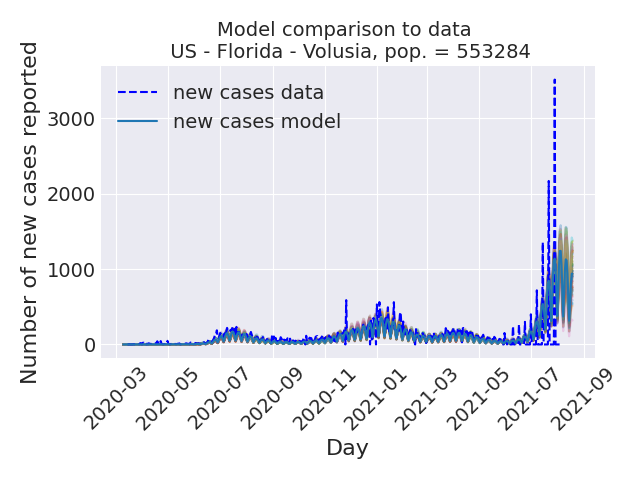 Model comparison to data
US - Florida - Volusia, pop. = 553284
Number of new cases reported
new cases data
new cases model
3000
2000
1000
0
2020-03
2020-05
2020-07
2020-09
2020-11
2021-01
2021-03
2021-05
2021-07
2021-09
Day